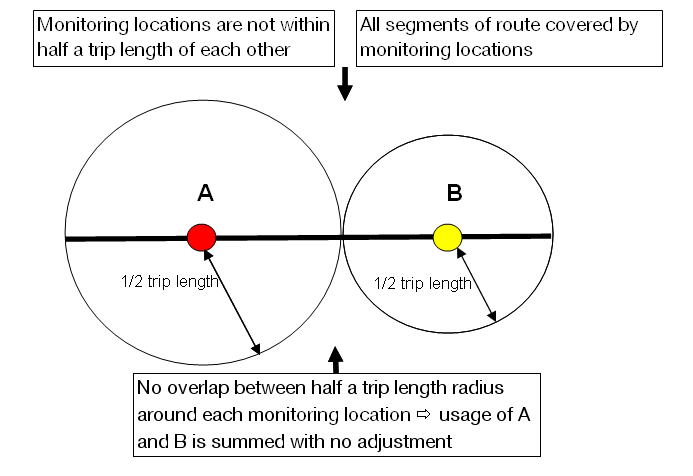 Monitoring locations are not within
half a trip length of each other
All segments of route covered by
monitoring locations
A
B
1/2 trip length
1/2 trip length
No overlap between half a trip length radius
around each monitoring location ⇨ usage of A
and B is summed with no adjustment